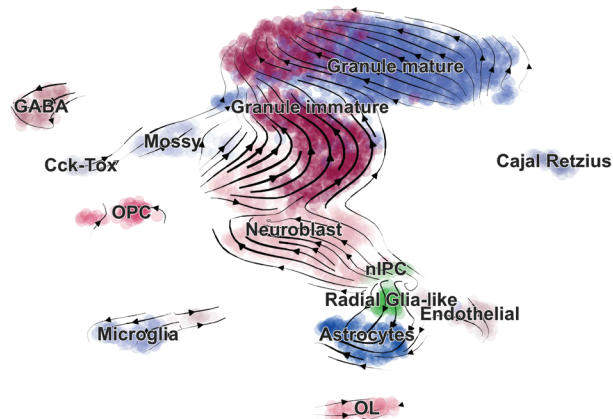 Granule mature
GABA
Granule immature
Mossy
Cck-Tox
Cajal Retzius
OPC
Neuroblast
nIPC
Radial Glia-like
Endothelial
Microglia
Astrocytes
OL